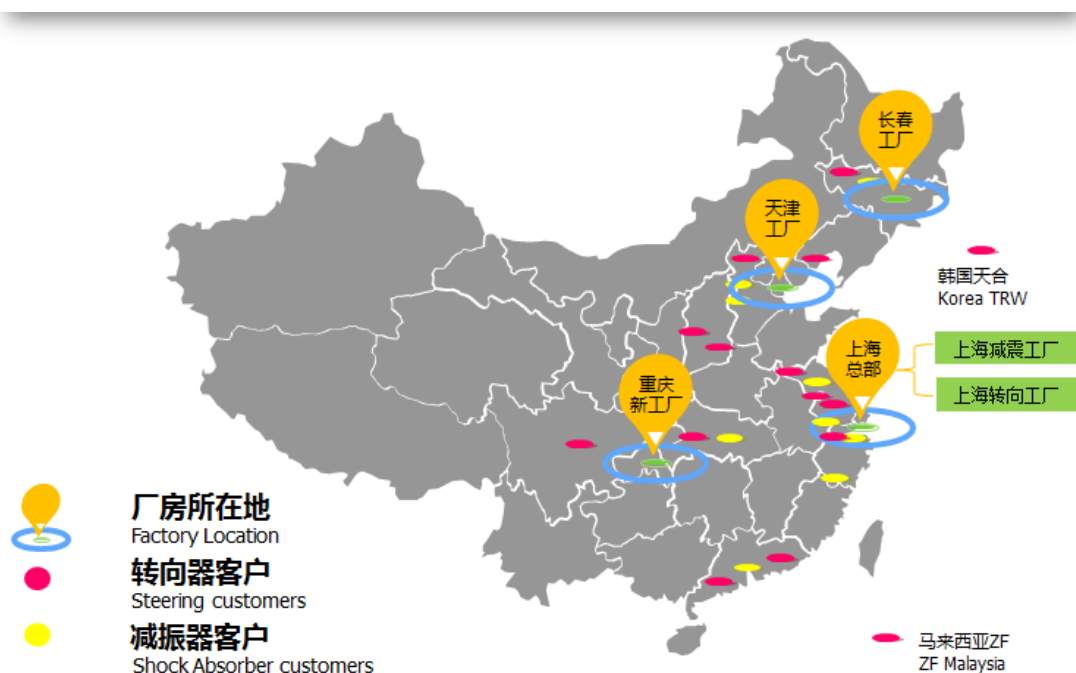 长春
工厂
天津
工厂
韩国天合
Korea TRW
上海
总部
上海减震工厂
上海转向工厂
重庆
新工厂
厂房所在地
Factory Location
转向器客户
Steering customers
减振器客户
Shock Absorber customers
马来西亚ZF
ZF Malaysia